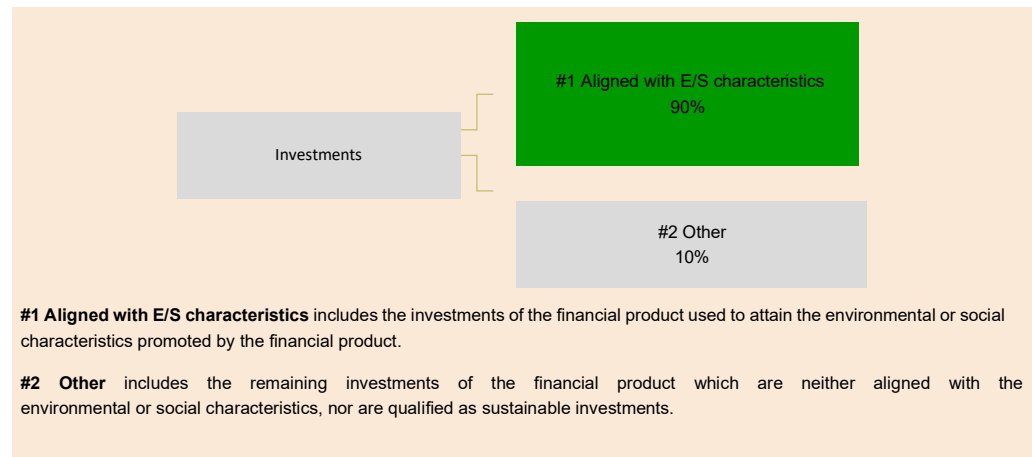 #1 Aligned with E/S characteristics
90%
Investments
#2 Other
10%
#1 Aligned with E/S characteristics includes the investments of the financial product used to attain the environmental or social
characteristics promoted by the financial product.
#2 Other includes the remaining investments of the financial product which are neither aligned with the
environmental or social characteristics, nor are qualified as sustainable investments.